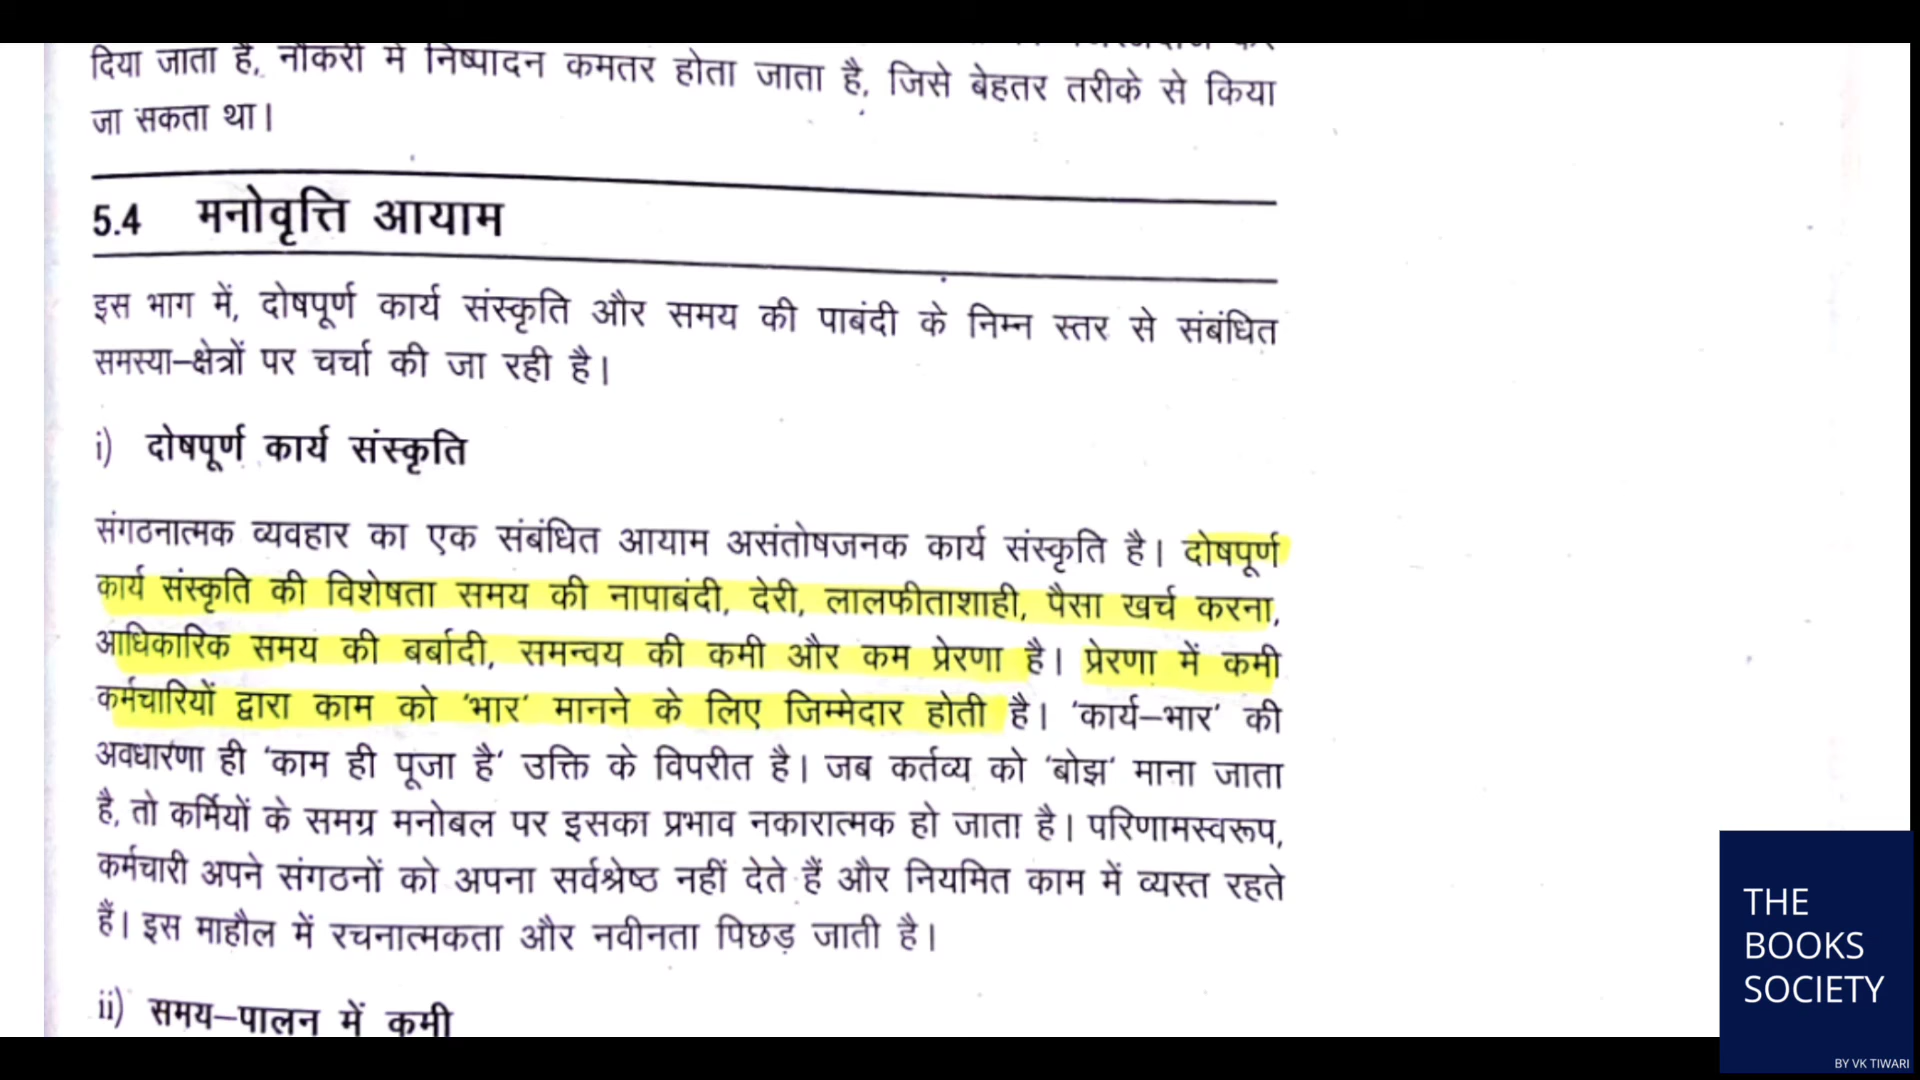 दिया जाता है, नौकरी में निष्पादन कमतर होता जाता है, जिसे बेहतर तरीके से किया
जा सकता था।
5.4 मनोवृत्ति आयाम
इस भाग में, दोषपूर्ण कार्य संस्कृति और समय की पाबंदी के निम्न स्तर से संबंधित
समस्या–क्षेत्रों पर चर्चा की जा रही है।
i) दोषपूर्ण कार्य संस्कृति
संगठनात्मक व्यवहार का एक संबंधित आयाम असंतोषजनक कार्य संस्कृति है। दोषपूर्ण
कार्य संस्कृति की विशेषता समय की नापाबंदी, देरी, लालफीताशाही, पैसा खर्च करना,
आधिकारिक समय की बर्बादी, समन्वय की कमी और कम प्रेरणा है। प्रेरणा में कमी
कर्मचारियों द्वारा काम को ‘भार’ मानने के लिए जिम्मेदार होती है। ‘कार्य–भार’ की
अवधारणा ही ‘काम ही पूजा है’ उक्ति के विपरीत है। जब कर्तव्य को ‘बोझ’ माना जाता
है, तो कर्मियों के समग्र मनोबल पर इसका प्रभाव नकारात्मक हो जाता है। परिणामस्वरूप,
कर्मचारी अपने संगठनों को अपना सर्वश्रेष्ठ नहीं देते हैं और नियमित काम में व्यस्त रहते
हैं। इस माहौल में रचनात्मकता और नवीनता पिछड़ जाती है।
ii) समय–पालन में कमी
THE
BOOKS
SOCIETY
BY VK TIWARI